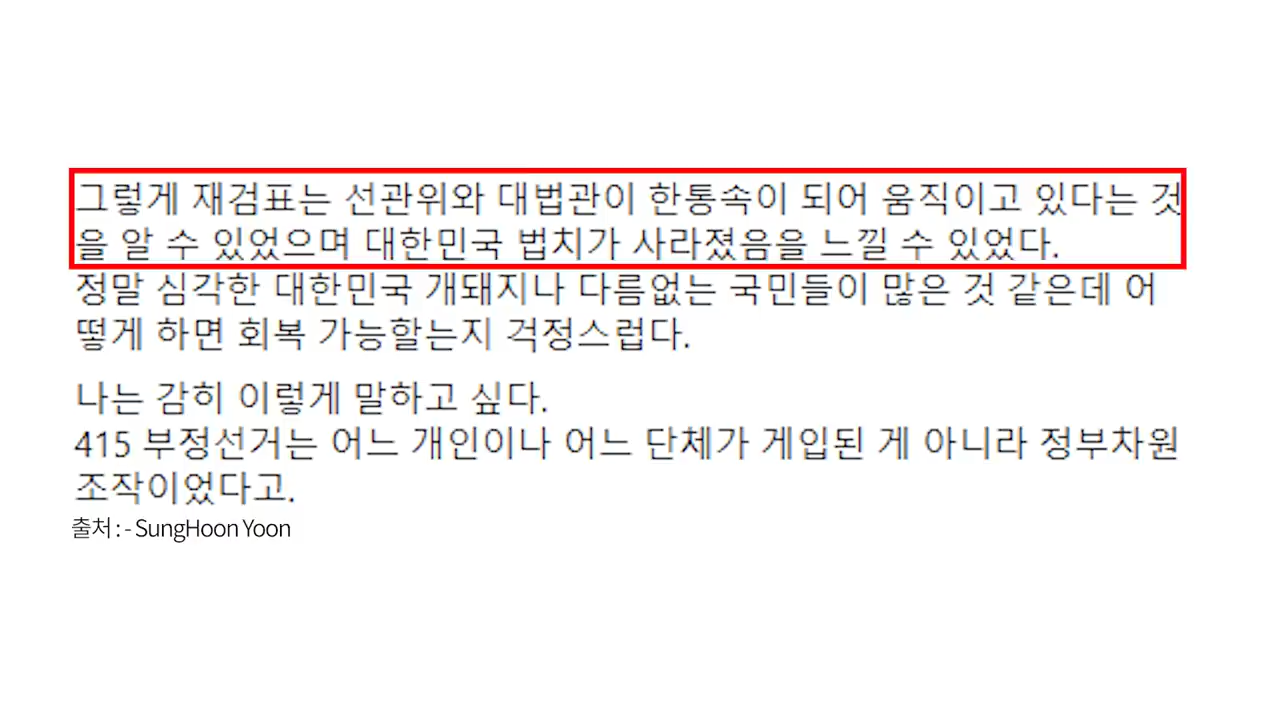 그렇게 재검표는 선관위와 대법관이 한통속이 되어 움직이고 있다는 것
을 알 수 있었으며 대한민국 법치가 사라졌음을 느낄 수 있었다.
정말 심각한 대한민국 개돼지나 다름없는 국민들이 많은 것 같은데 어
떻게 하면 회복 가능할는지 걱정스럽다.
나는 감히 이렇게 말하고 싶다.
415 부정선거는 어느 개인이나 어느 단체가 게입된 게 아니라 정부차원
조작이었다고.
출처 : - SungHoon Yoon